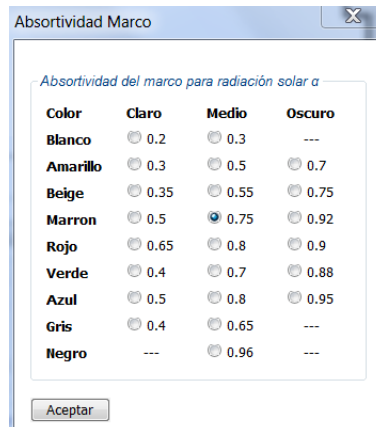 Absortividad Marco
Absortividad del marco para radiación solar α
Color Claro Medio Oscuro
Blanco 0.2 0.3 ---
Amarillo 0.3 0.5 0.7
Beige 0.35 0.55 0.75
Marron 0.5 0.75 0.92
Rojo 0.65 0.8 0.9
Verde 0.4 0.7 0.88
Azul 0.5 0.8 0.95
Gris 0.4 0.65 ---
Negro --- 0.96 ---
Aceptar